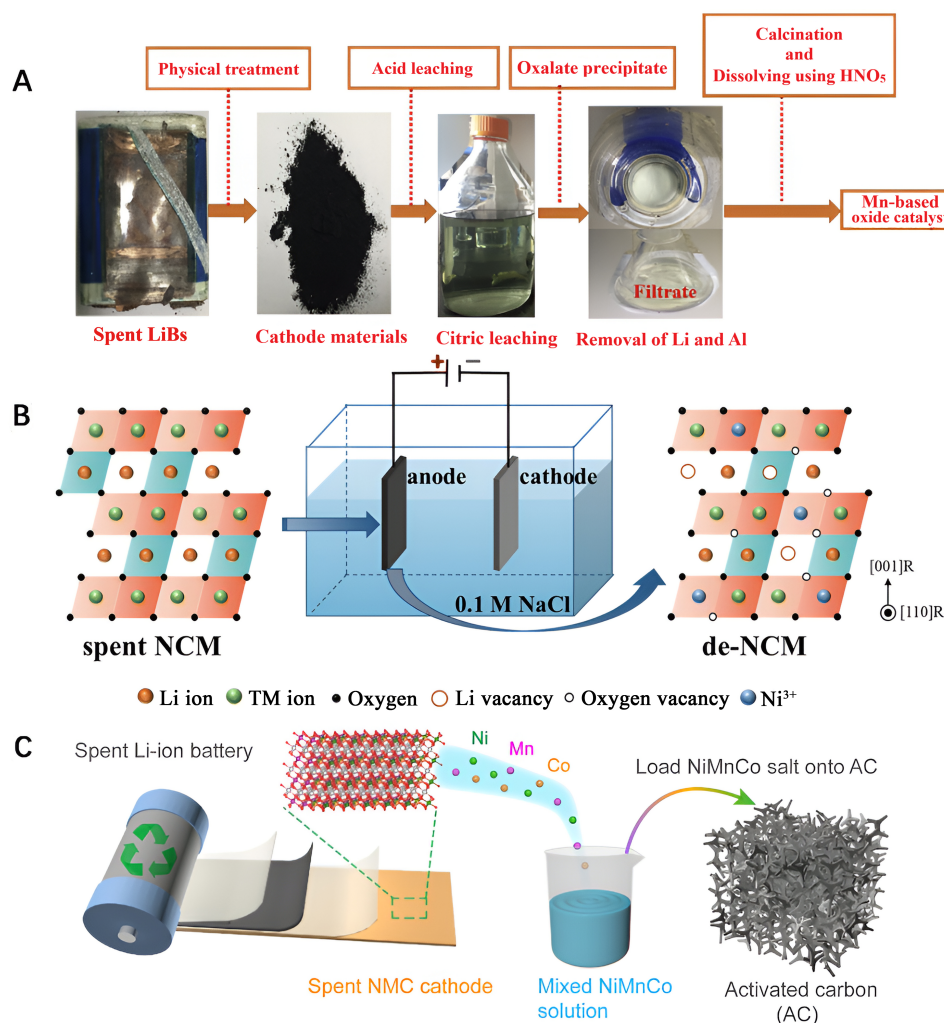 A
Physical treatment
Acid leaching
Oxalate precipitate
Calcination
and
Dissolving using HNO₅
Mn-based
oxide catalyst
Filtrate
Spent LiBs
Cathode materials
Citric leaching
Removal of Li and Al
B
+ −
anode
cathode
0.1 M NaCl
spent NCM
de-NCM
[001]R
[110]R
Li ion
TM ion
Oxygen
Li vacancy
Oxygen vacancy
Ni³⁺
C
Spent Li-ion battery
Ni
Mn
Co
Load NiMnCo salt onto AC
Spent NMC cathode
Mixed NiMnCo
solution
Activated carbon
(AC)